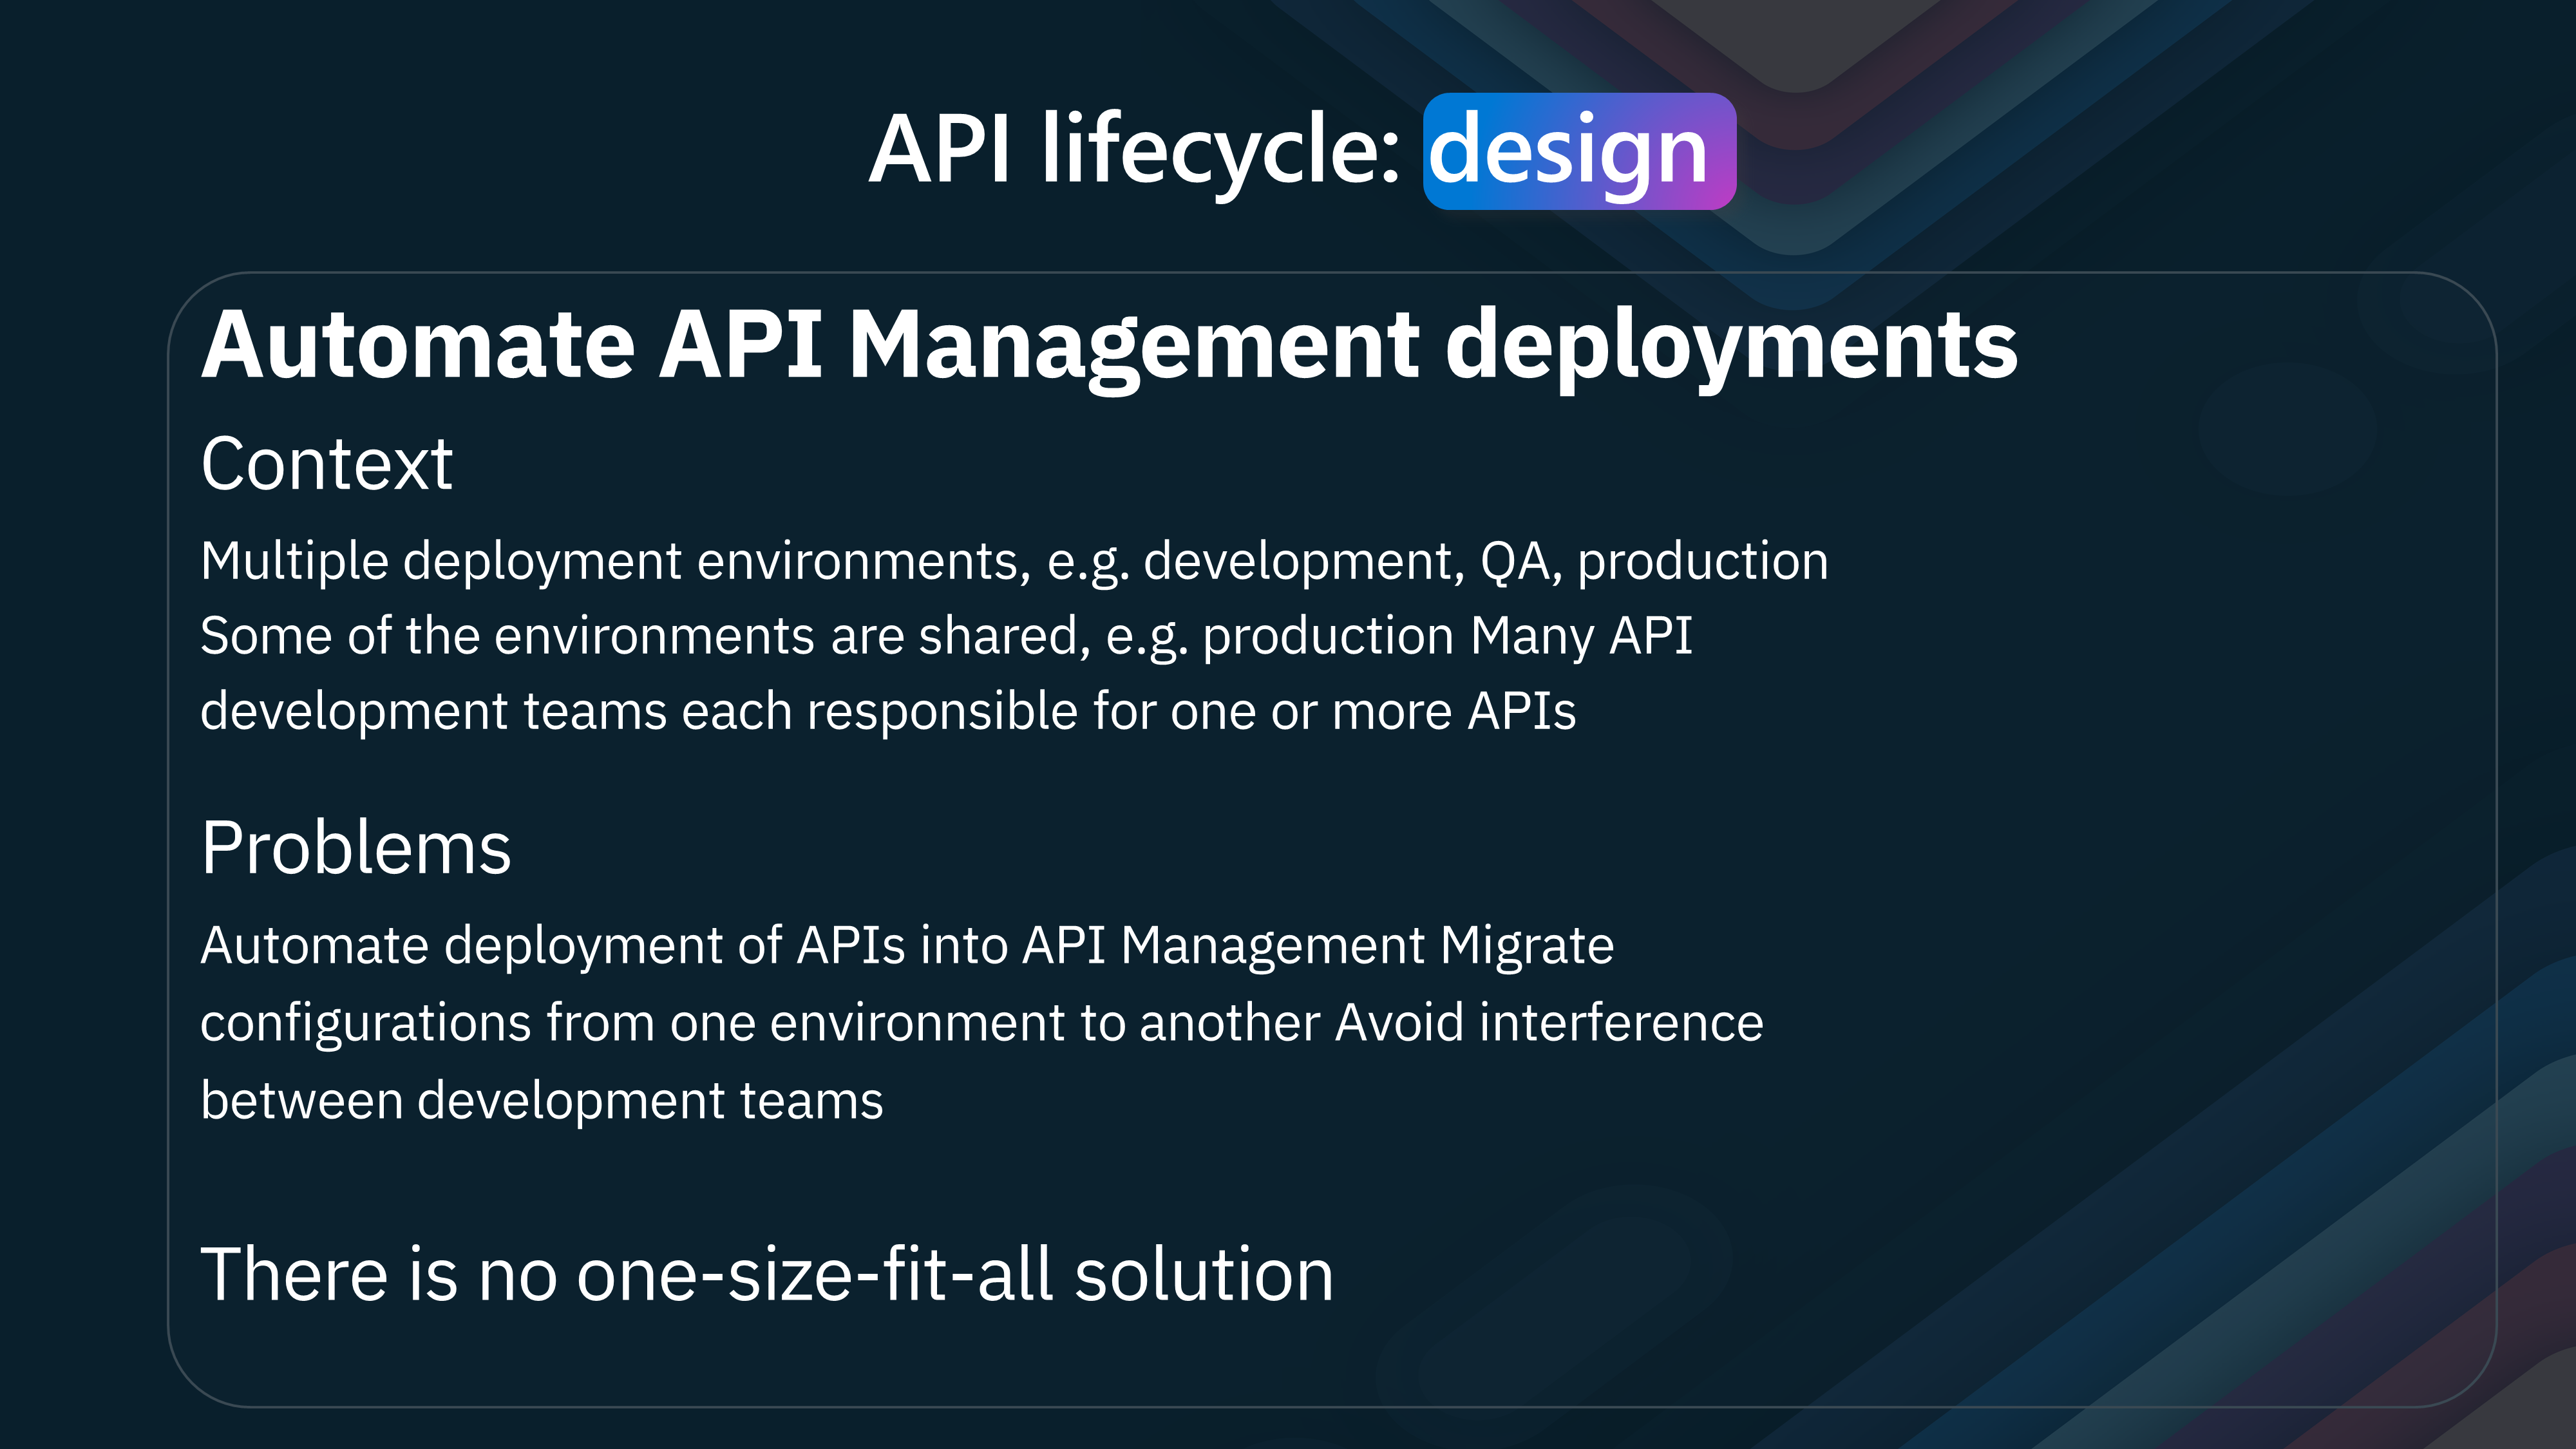 API lifecycle: design
Automate API Management deployments
Context
Multiple deployment environments, e.g. development, QA, production
Some of the environments are shared, e.g. production Many API
development teams each responsible for one or more APIs
Problems
Automate deployment of APIs into API Management Migrate
configurations from one environment to another Avoid interference
between development teams
There is no one-size-fit-all solution